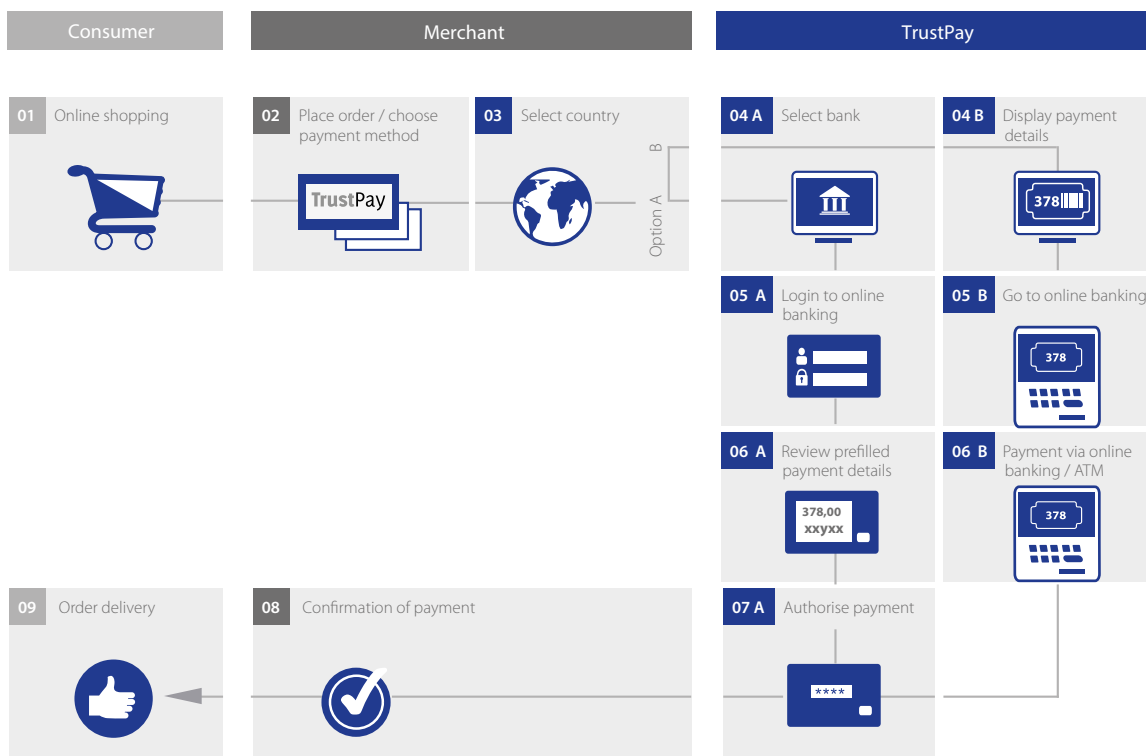 Consumer
Merchant
TrustPay
01
Online shopping
02
Place order / choose
payment method
TrustPay
03
Select country
B
Option A
04 A
Select bank
04 B
Display payment
details
378
05 A
Login to online
banking
05 B
Go to online banking
378
06 A
Review prefilled
payment details
378,00
xxyxx
06 B
Payment via online
banking / ATM
378
09
Order delivery
08
Confirmation of payment
07 A
Authorise payment
****